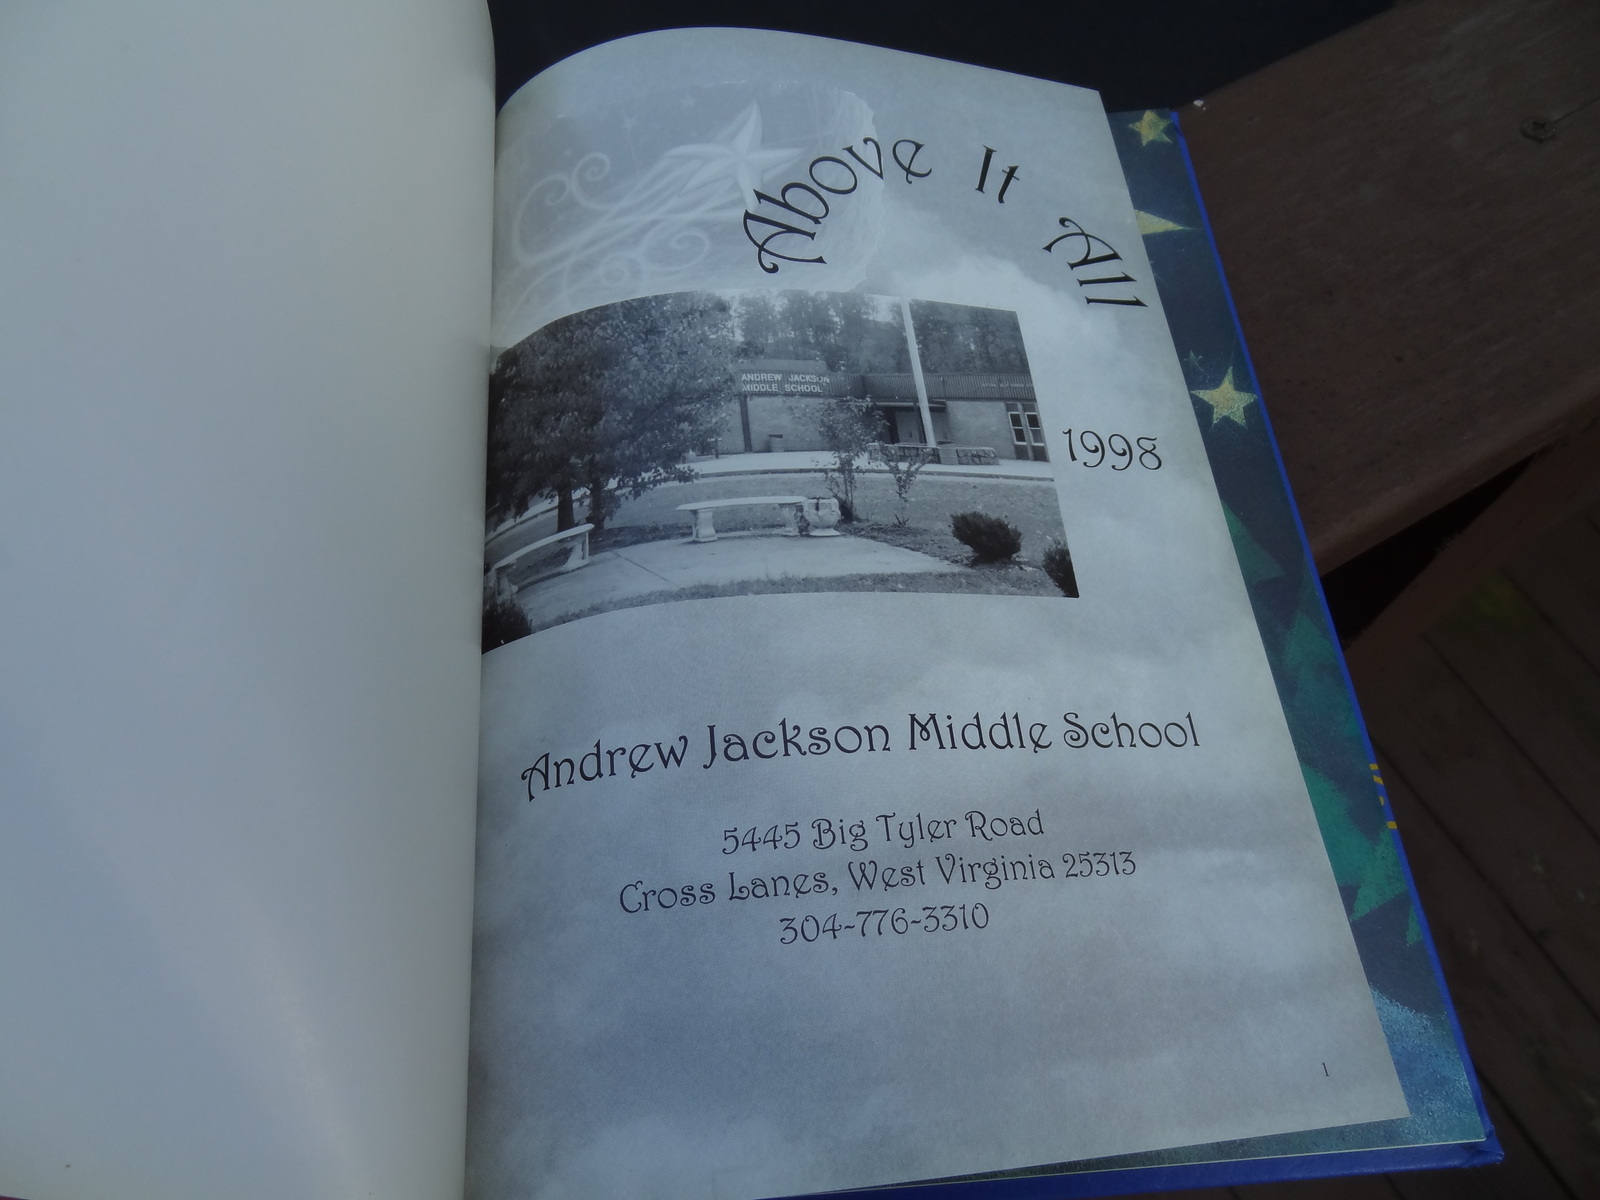 Above It All
ANDREW JACKSON
MIDDLE SCHOOL
1998
Andrew Jackson Middle School
5445 Big Tyler Road
Cross Lanes, West Virginia 25313
304-776-3310
1